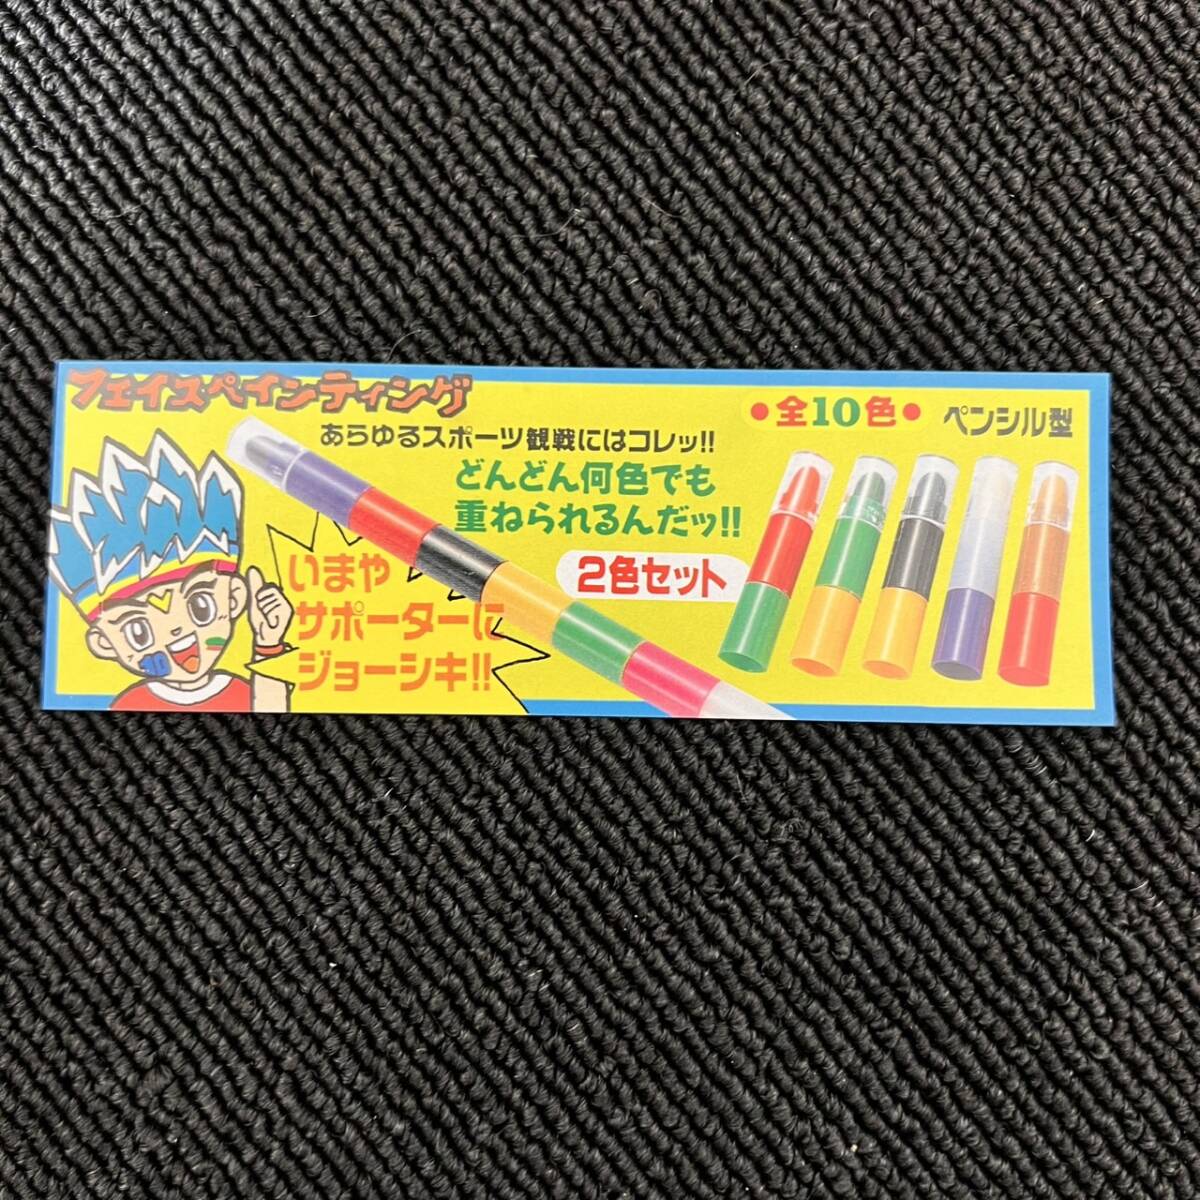 フェイスペインティング
あらゆるスポーツ観戦にはコレッ!!
どんどん何色でも
重ねられるんだッ!!
いまや
サポーターに
ジョーシキ!!
2色セット
●全10色●
ペンシル型
10